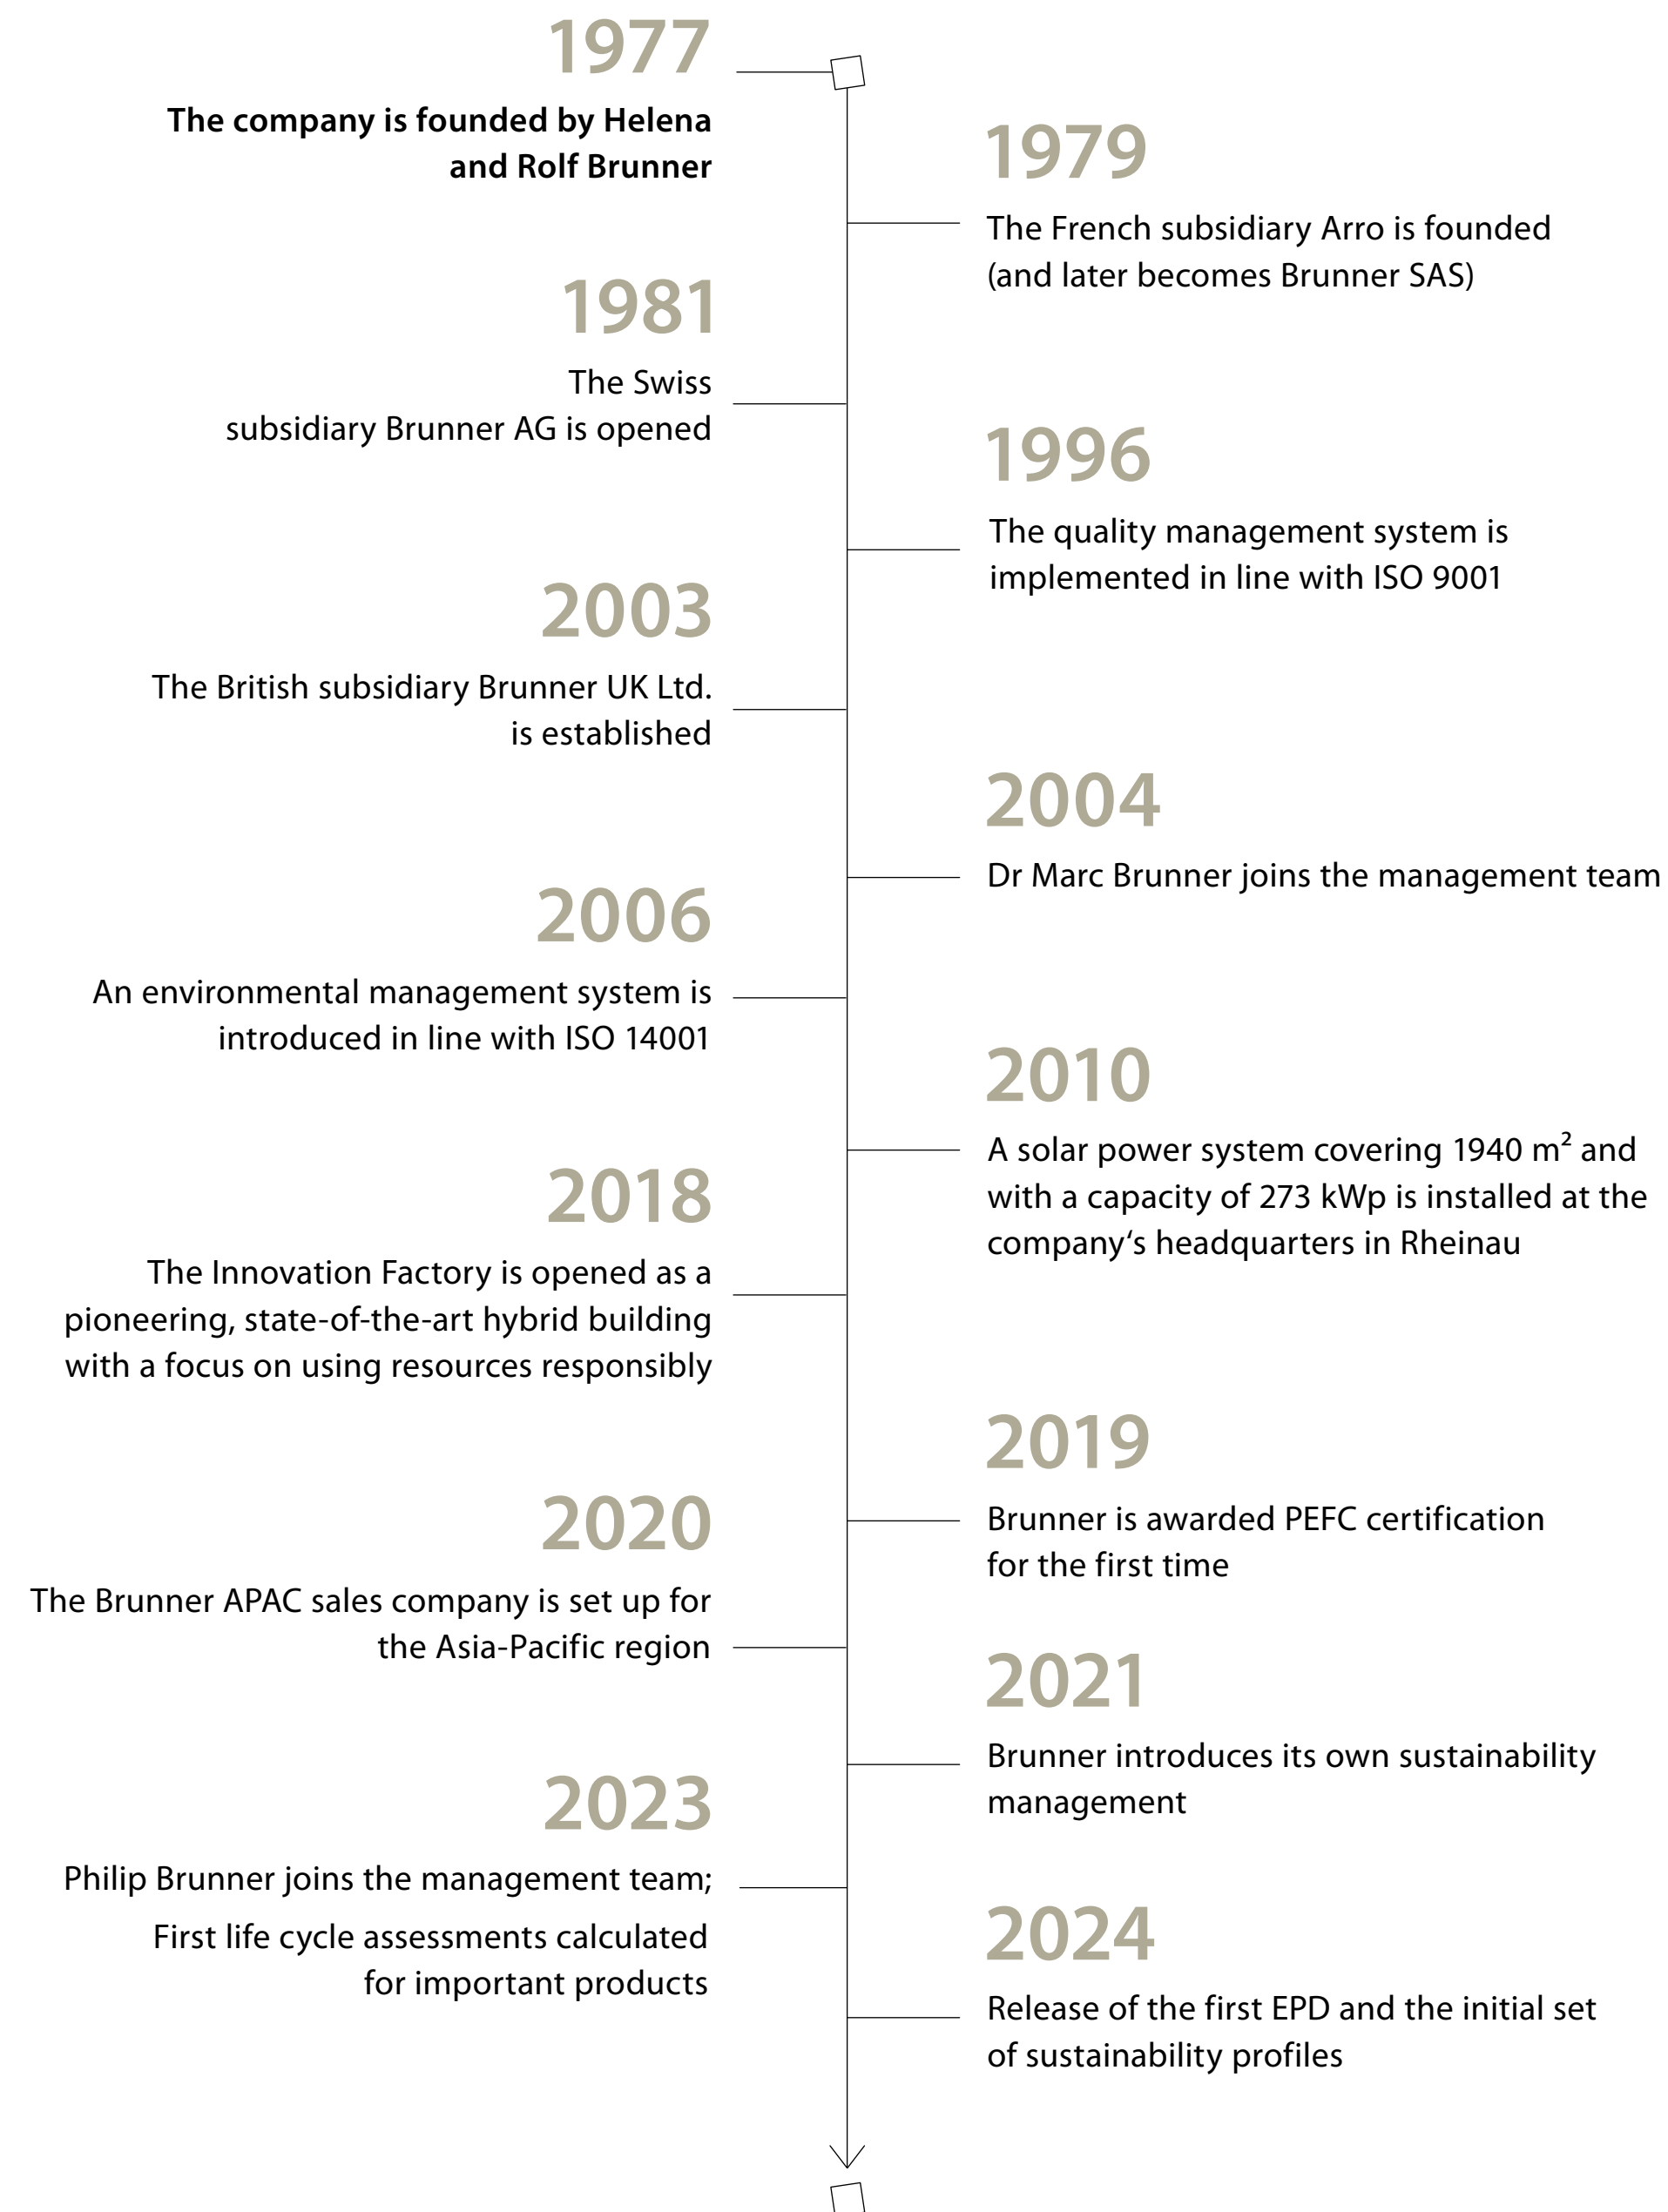 1977
The company is founded by Helena
and Rolf Brunner
1979
The French subsidiary Arro is founded
(and later becomes Brunner SAS)
1981
The Swiss
subsidiary Brunner AG is opened
1996
The quality management system is
implemented in line with ISO 9001
2003
The British subsidiary Brunner UK Ltd.
is established
2004
Dr Marc Brunner joins the management team
2006
An environmental management system is
introduced in line with ISO 14001
2010
A solar power system covering 1940 m² and
with a capacity of 273 kWp is installed at the
company‘s headquarters in Rheinau
2018
The Innovation Factory is opened as a
pioneering, state-of-the-art hybrid building
with a focus on using resources responsibly
2019
Brunner is awarded PEFC certification
for the first time
2020
The Brunner APAC sales company is set up for
the Asia-Pacific region
2021
Brunner introduces its own sustainability
management
2023
Philip Brunner joins the management team;
First life cycle assessments calculated
for important products
2024
Release of the first EPD and the initial set
of sustainability profiles